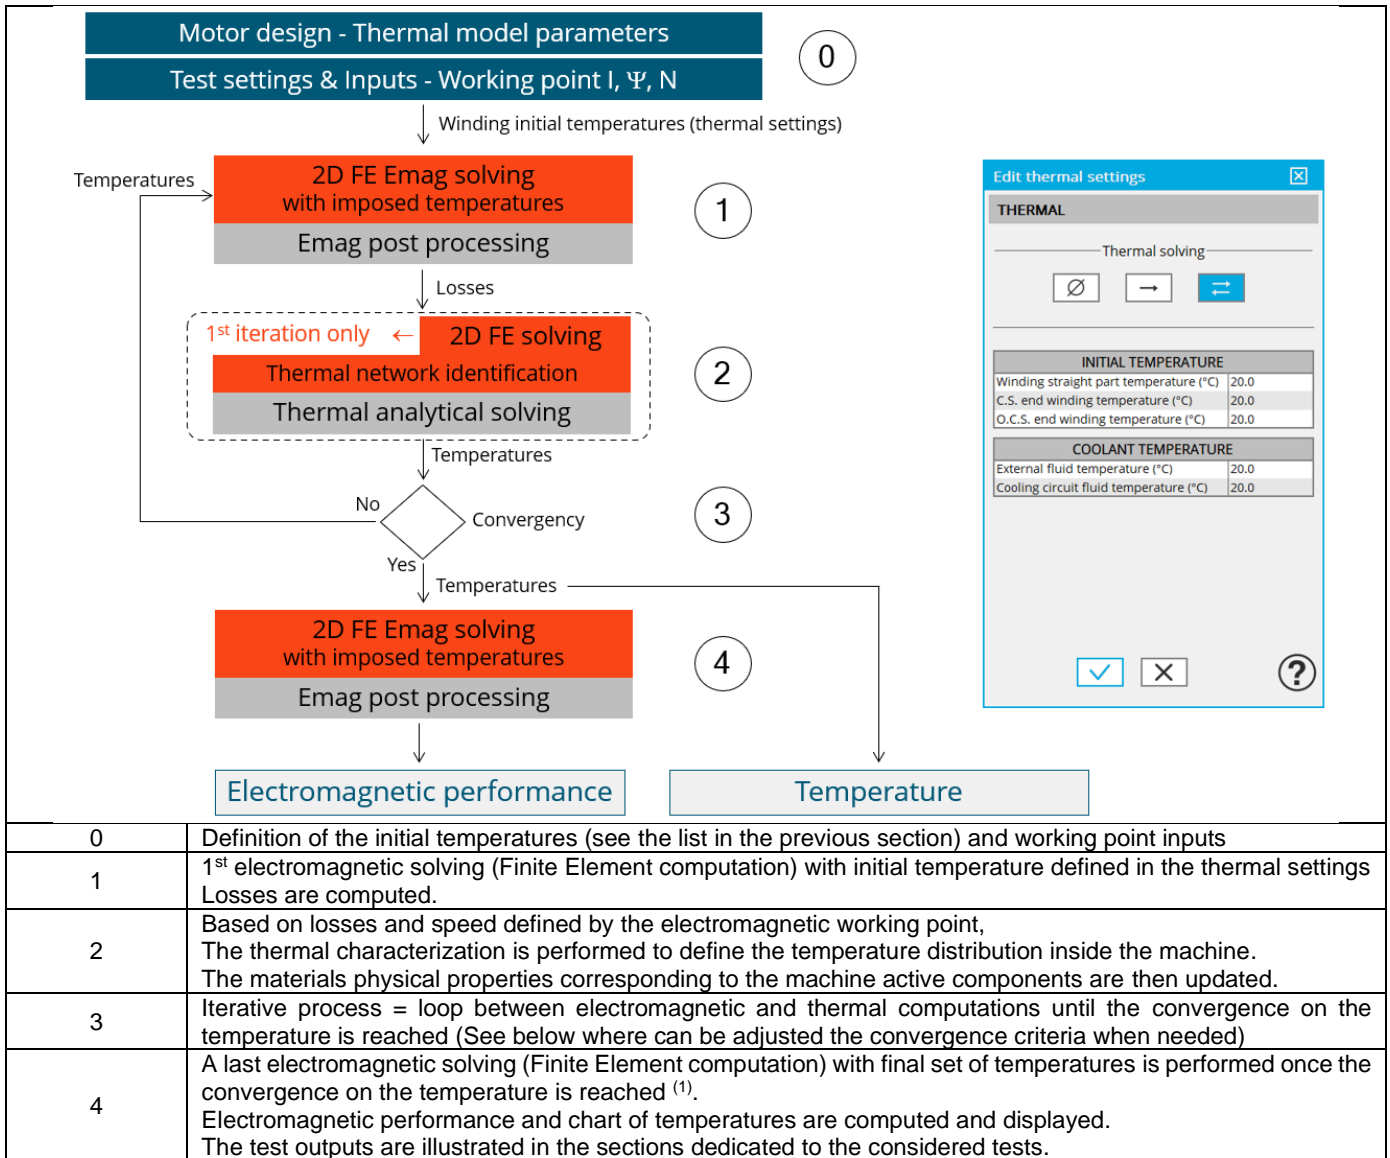 Motor design - Thermal model parameters
0
Test settings & Inputs - Working point I, Ψ, N
Winding initial temperatures (thermal settings)
Temperatures
2D FE Emag solving
with imposed temperatures
Emag post processing
1
Losses
1st iteration only ←
2D FE solving
Thermal network identification
Thermal analytical solving
2
Temperatures
No
Convergency
3
Yes
Temperatures
2D FE Emag solving
with imposed temperatures
Emag post processing
4
Electromagnetic performance
Temperature
Edit thermal settings
THERMAL
Thermal solving
INITIAL TEMPERATURE
Winding straight part temperature (°C) 20.0
C.S. end winding temperature (°C) 20.0
O.C.S. end winding temperature (°C) 20.0
COOLANT TEMPERATURE
External fluid temperature (°C) 20.0
Cooling circuit fluid temperature (°C) 20.0
?
0 Definition of the initial temperatures (see the list in the previous section) and working point inputs
1 1st electromagnetic solving (Finite Element computation) with initial temperature defined in the thermal settings
Losses are computed.
2 Based on losses and speed defined by the electromagnetic working point,
The thermal characterization is performed to define the temperature distribution inside the machine.
The materials physical properties corresponding to the machine active components are then updated.
3 Iterative process = loop between electromagnetic and thermal computations until the convergence on the
temperature is reached (See below where can be adjusted the convergence criteria when needed)
4 A last electromagnetic solving (Finite Element computation) with final set of temperatures is performed once the
convergence on the temperature is reached (1).
Electromagnetic performance and chart of temperatures are computed and displayed.
The test outputs are illustrated in the sections dedicated to the considered tests.